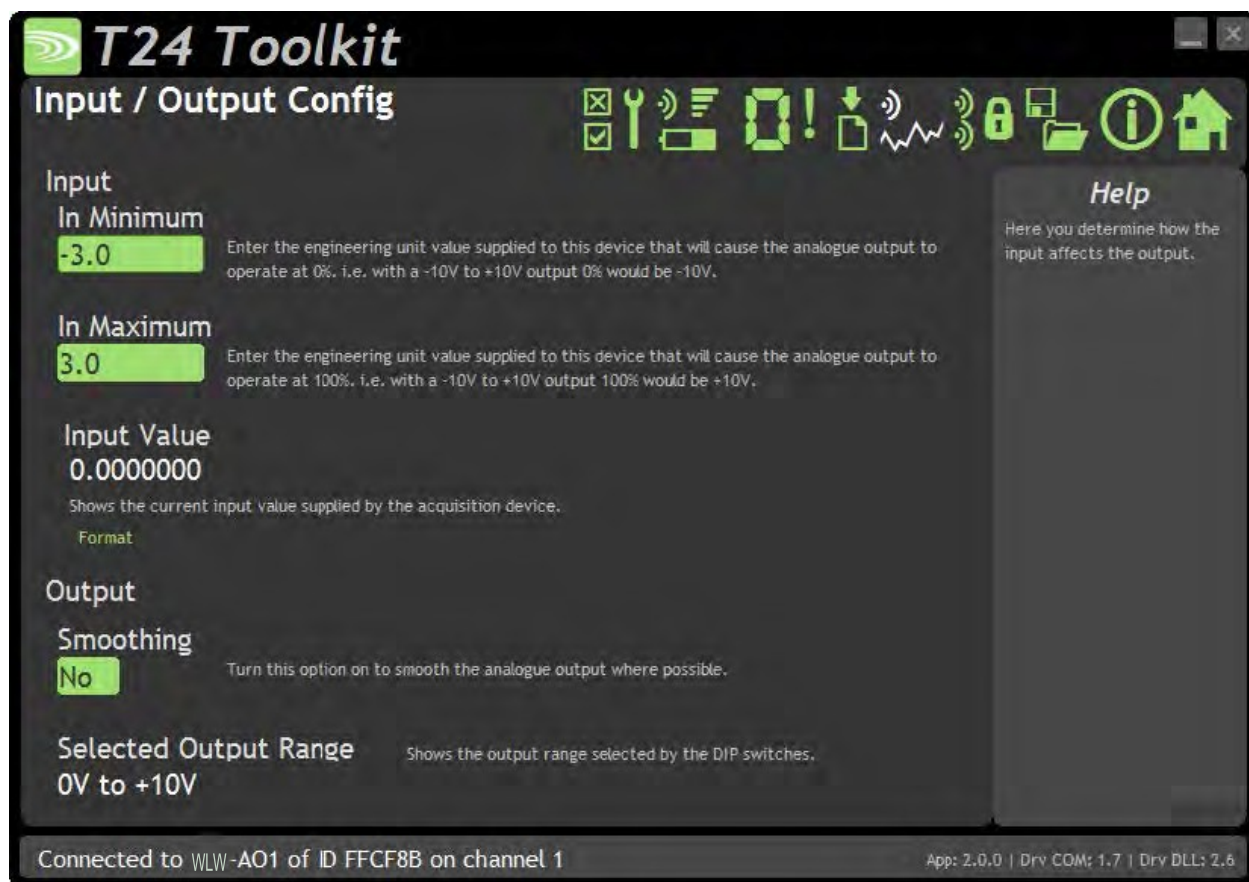 T24 Toolkit
Input / Output Config
Input
In Minimum
-3.0
Enter the engineering unit value supplied to this device that will cause the analogue output to
operate at 0%. i.e. with a -10V to +10V output 0% would be -10V.
In Maximum
3.0
Enter the engineering unit value supplied to this device that will cause the analogue output to
operate at 100%. i.e. with a -10V to +10V output 100% would be +10V.
Input Value
0.0000000
Shows the current input value supplied by the acquisition device.
Format
Output
Smoothing
No
Turn this option on to smooth the analogue output where possible.
Selected Output Range
Shows the output range selected by the DIP switches.
0V to +10V
Help
Here you determine how the
input affects the output.
Connected to WLW-AO1 of ID FFCF8B on channel 1
App: 2.0.0 | Drv COM: 1.7 | Drv DLL: 2.6